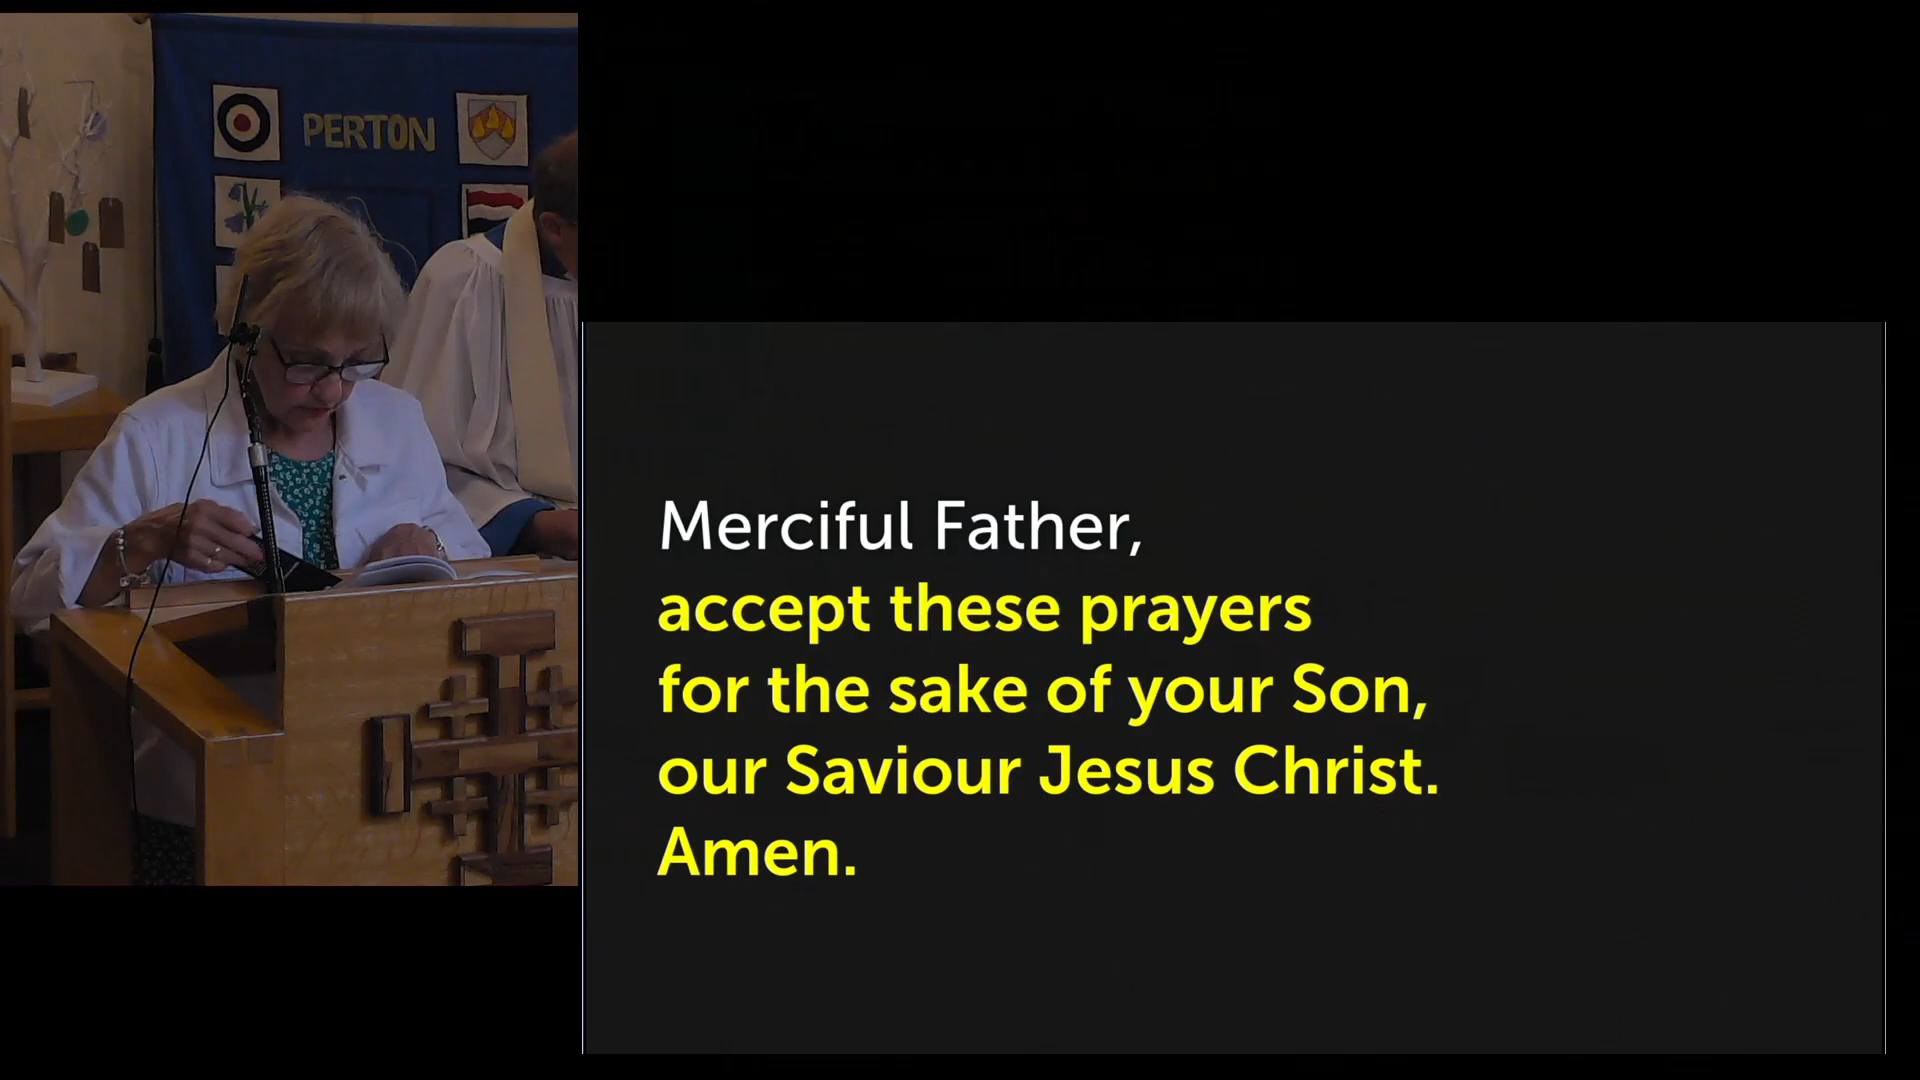 PERTON
Merciful Father,
accept these prayers
for the sake of your Son,
our Saviour Jesus Christ.
Amen.